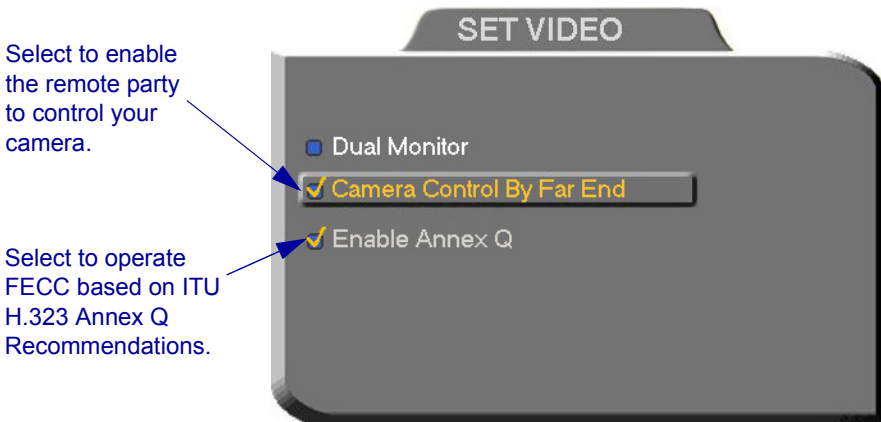 SET VIDEO
Select to enable
the remote party
to control your
camera.
Dual Monitor
Camera Control By Far End
Enable Annex Q
Select to operate
FECC based on ITU
H.323 Annex Q
Recommendations.